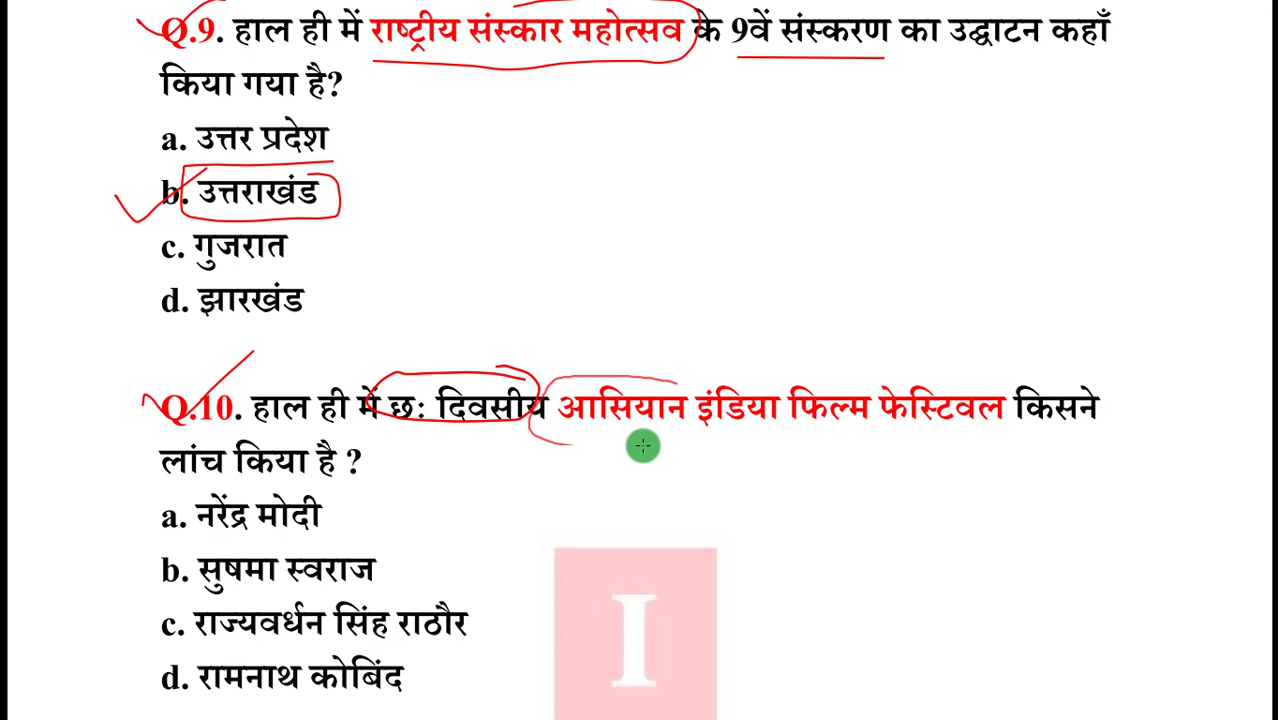 Q.9. हाल ही में राष्ट्रीय संस्कार महोत्सव के 9वें संस्करण का उद्घाटन कहाँ
किया गया है?
a. उत्तर प्रदेश
b. उत्तराखंड
c. गुजरात
d. झारखंड
Q.10. हाल ही में छः दिवसीय आसियान इंडिया फिल्म फेस्टिवल किसने
लांच किया है ?
a. नरेंद्र मोदी
b. सुषमा स्वराज
c. राज्यवर्धन सिंह राठौर
d. रामनाथ कोबिंद
I